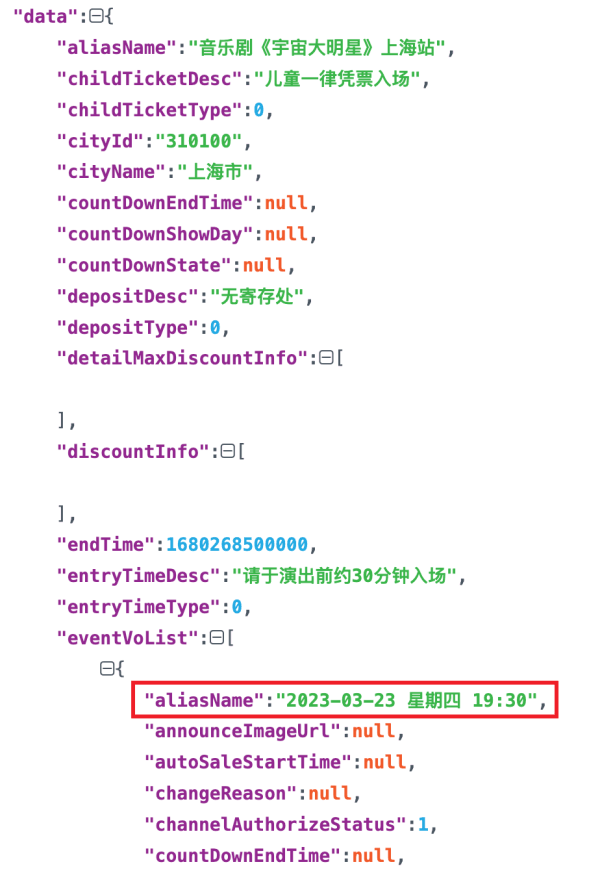 "data":{
"aliasName":"音乐剧《宇宙大明星》上海站",
"childTicketDesc":"儿童一律凭票入场",
"childTicketType":0,
"cityId":"310100",
"cityName":"上海市",
"countDownEndTime":null,
"countDownShowDay":null,
"countDownState":null,
"depositDesc":"无寄存处",
"depositType":0,
"detailMaxDiscountInfo":[
],
"discountInfo":[
],
"endTime":1680268500000,
"entryTimeDesc":"请于演出前约30分钟入场",
"entryTimeType":0,
"eventVoList":[
{
"aliasName":"2023-03-23 星期四 19:30",
"announceImageUrl":null,
"autoSaleStartTime":null,
"changeReason":null,
"channelAuthorizeStatus":1,
"countDownEndTime":null,